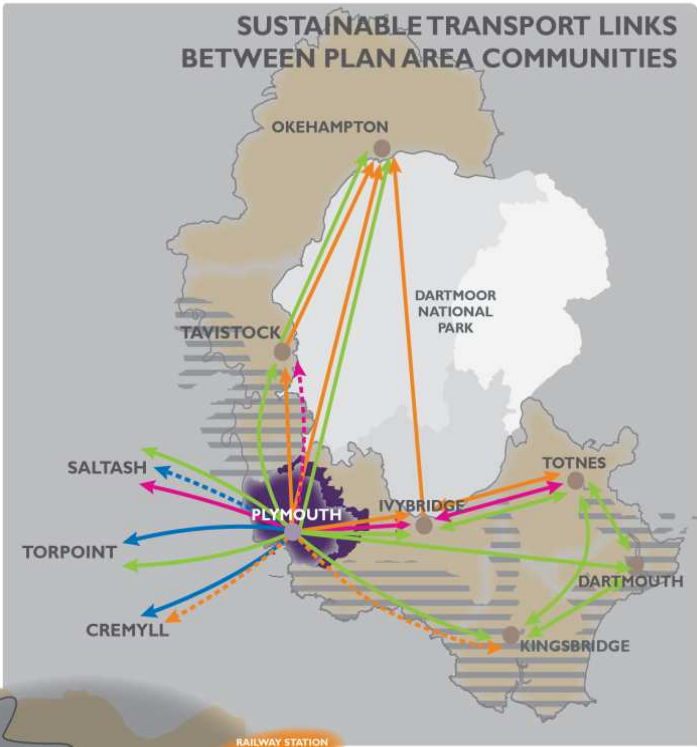 SUSTAINABLE TRANSPORT LINKS
BETWEEN PLAN AREA COMMUNITIES
OKEHAMPTON
DARTMOOR
NATIONAL
PARK
TAVISTOCK
SALTASH
TOTNES
IVYBRIDGE
PLYMOUTH
TORPOINT
DARTMOUTH
CREMYLL
KINGSBRIDGE
RAILWAY STATION